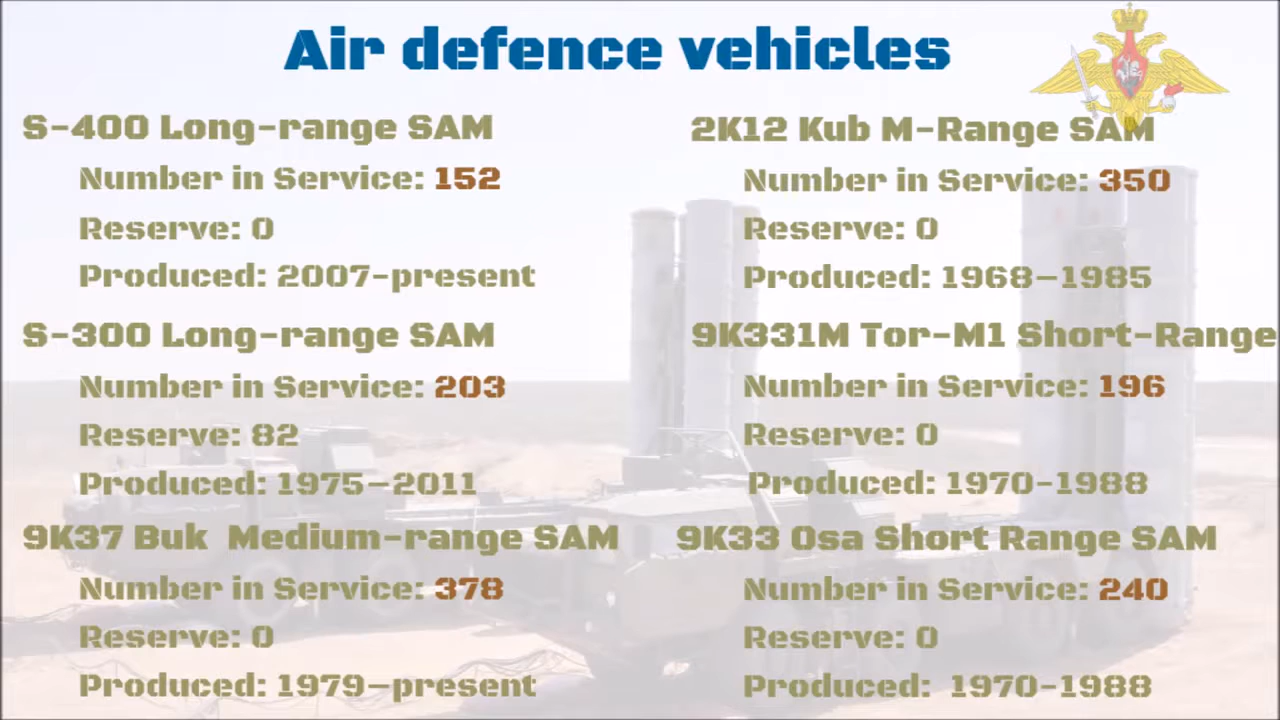 Air defence vehicles
S-400 Long-range SAM
Number in Service: 152
Reserve: 0
Produced: 2007-present
S-300 Long-range SAM
Number in Service: 203
Reserve: 82
Produced: 1975–2011
9K37 Buk  Medium-range SAM
Number in Service: 378
Reserve: 0
Produced: 1979–present
2K12 Kub M-Range SAM
Number in Service: 350
Reserve: 0
Produced: 1968–1985
9K331M Tor-M1 Short-Range
Number in Service: 196
Reserve: 0
Produced: 1970-1988
9K33 Osa Short Range SAM
Number in Service: 240
Reserve: 0
Produced:  1970-1988